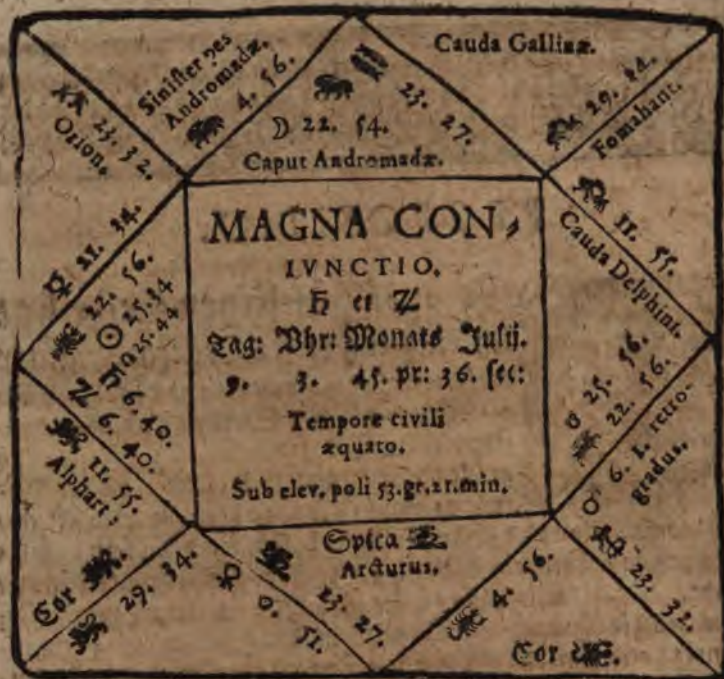 Cauda Gallinæ.
Sinister pes
Andromadæ.
4. 56.
23. 27.
29. 24.
Fomahant.
23. 32.
Orion.
☽ 22. 54.
Caput Andromadæ.
11. 55.
Cauda Delphini.
☿ 21. 34.
22. 56.
☉ 25. 34
☊ 25. 44
♄ 6. 40.
♃ 6. 40.
MAGNA CON⸗
IVNCTIO.
♄ et ♃
Tag: Vhr: Monats Julij.
9. 3. 45. pr: 36. sec:
Tempore civili
æquato.
Sub elev. poli 53. gr. 21. min.
25. 56.
22. 56.
♂ 6. 1. retro-
gradus.
23. 32.
11. 55.
Alphart:
Cor
29. 34.
♀ 0. 51.
23. 27.
Spica
Arcturus.
4. 56.
Cor